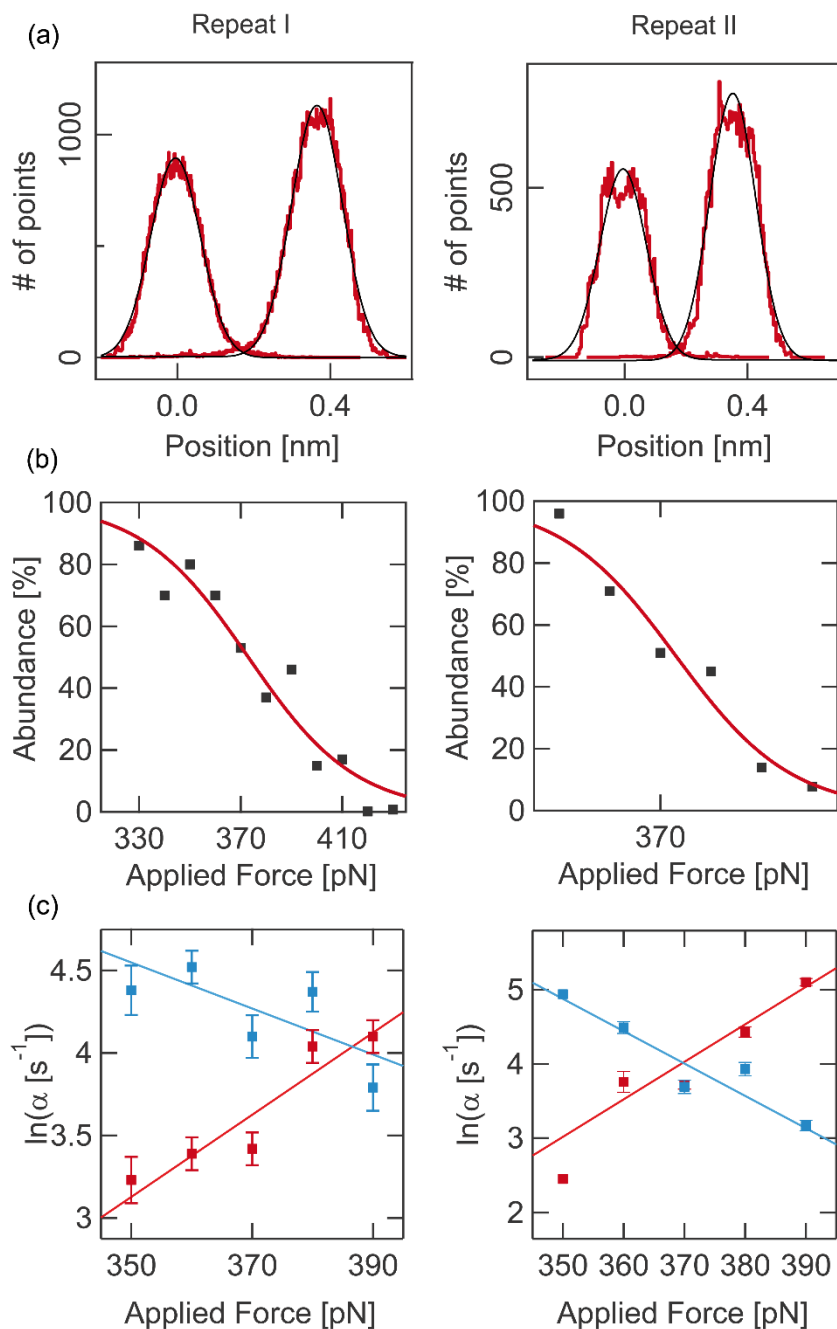 (a)
Repeat I
Repeat II
# of points
1000
0
0.0
0.4
Position [nm]
# of points
500
0
0.0
0.4
Position [nm]
(b)
Abundance [%]
100
80
60
40
20
0
330
370
410
Applied Force [pN]
Abundance [%]
100
80
60
40
20
0
370
Applied Force [pN]
(c)
ln(α [s⁻¹])
4.5
4
3.5
3
350
370
390
Applied Force [pN]
ln(α [s⁻¹])
5
4
3
2
350
360
370
380
390
Applied Force [pN]